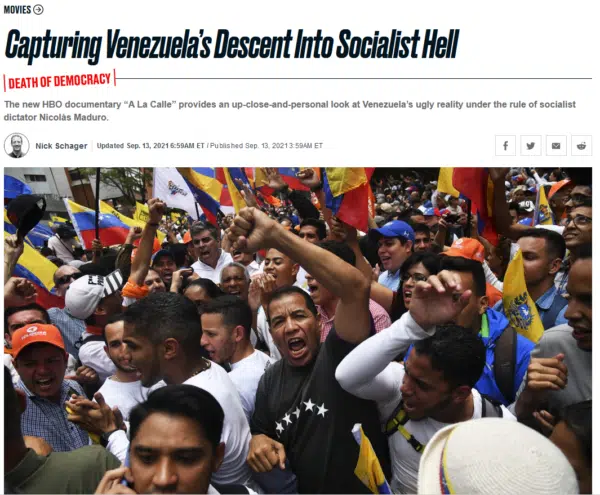 MOVIES
Capturing Venezuela's Descent Into Socialist Hell
DEATH OF DEMOCRACY
The new HBO documentary “A La Calle” provides an up-close-and-personal look at Venezuela’s ugly reality under the rule of socialist
dictator Nicolás Maduro.
Nick Schager Updated Sep. 13, 2021 6:59AM ET / Published Sep. 13, 2021 3:59AM ET